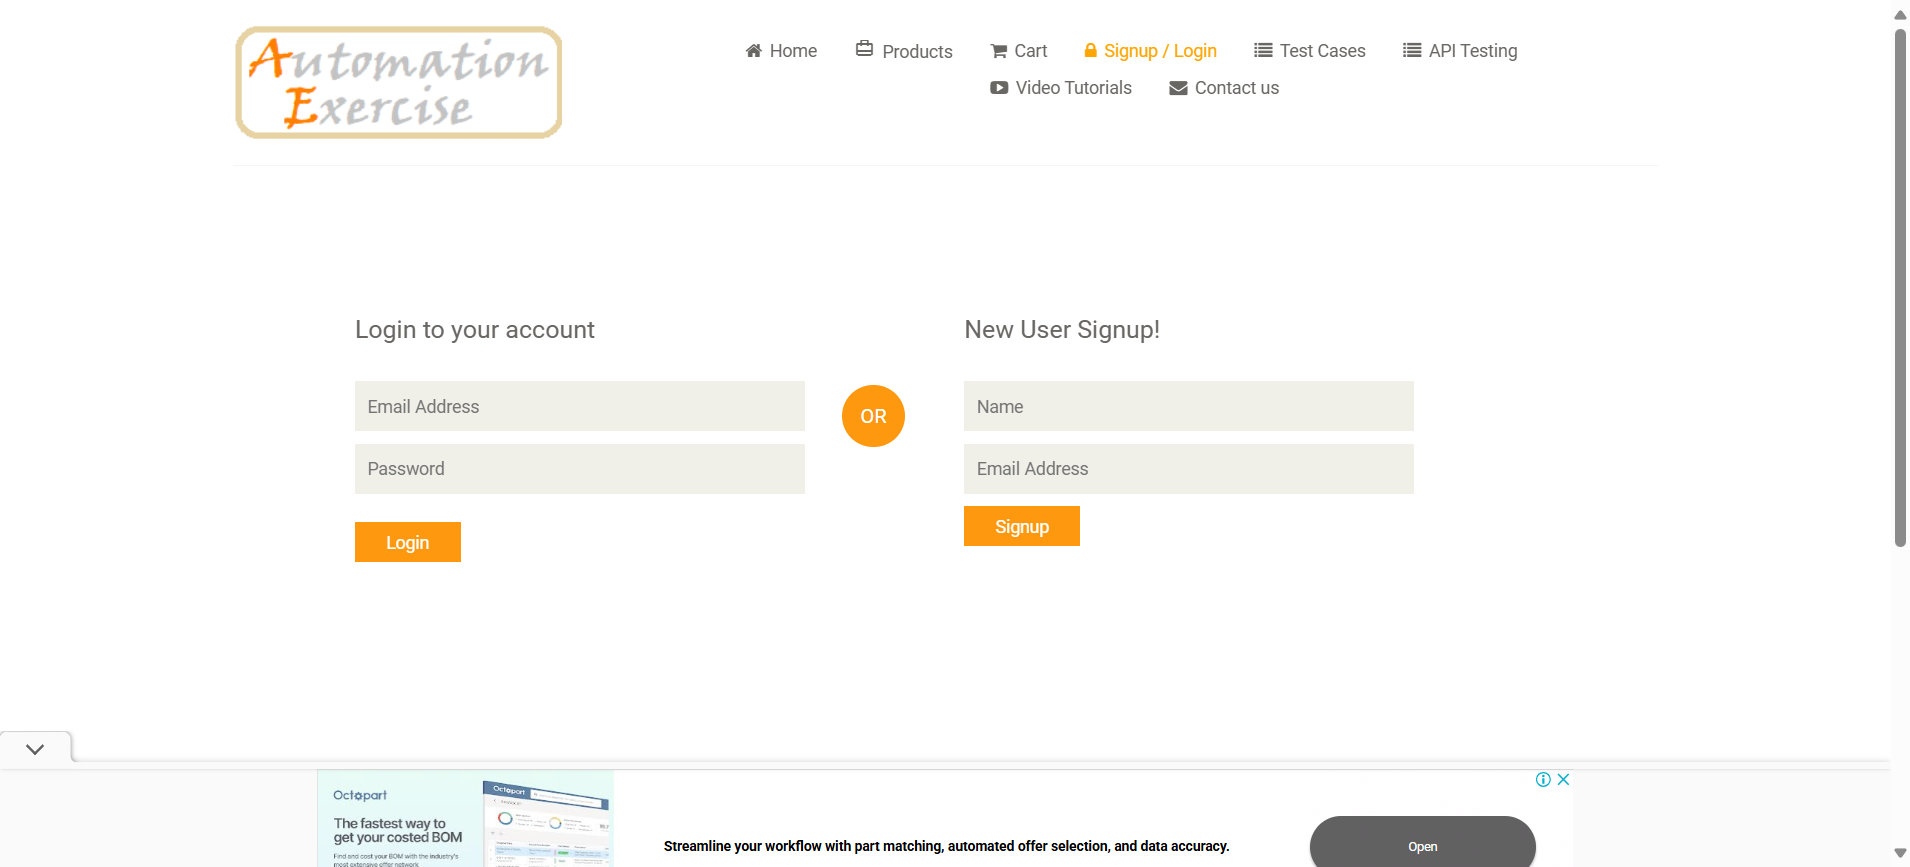 Automation
Exercise
Home
Products
Cart
Signup / Login
Test Cases
API Testing
Video Tutorials
Contact us
Login to your account
New User Signup!
Email Address
OR
Name
Password
Email Address
Login
Signup
Octopart
The fastest way to
get your costed BOM
Find and cost your BOM with the industry's
most extensive offer network
Octopart
Streamline your workflow with part matching, automated offer selection, and data accuracy.
Open